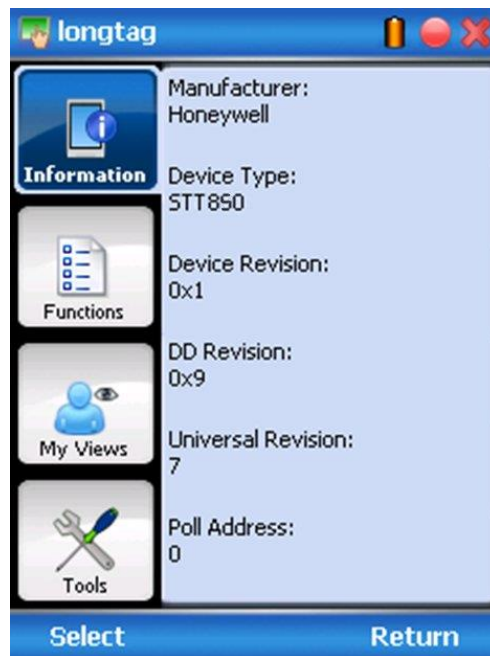 longtag
Information
Functions
My Views
Tools
Manufacturer:
Honeywell
Device Type:
STT850
Device Revision:
0x1
DD Revision:
0x9
Universal Revision:
7
Poll Address:
0
Select
Return